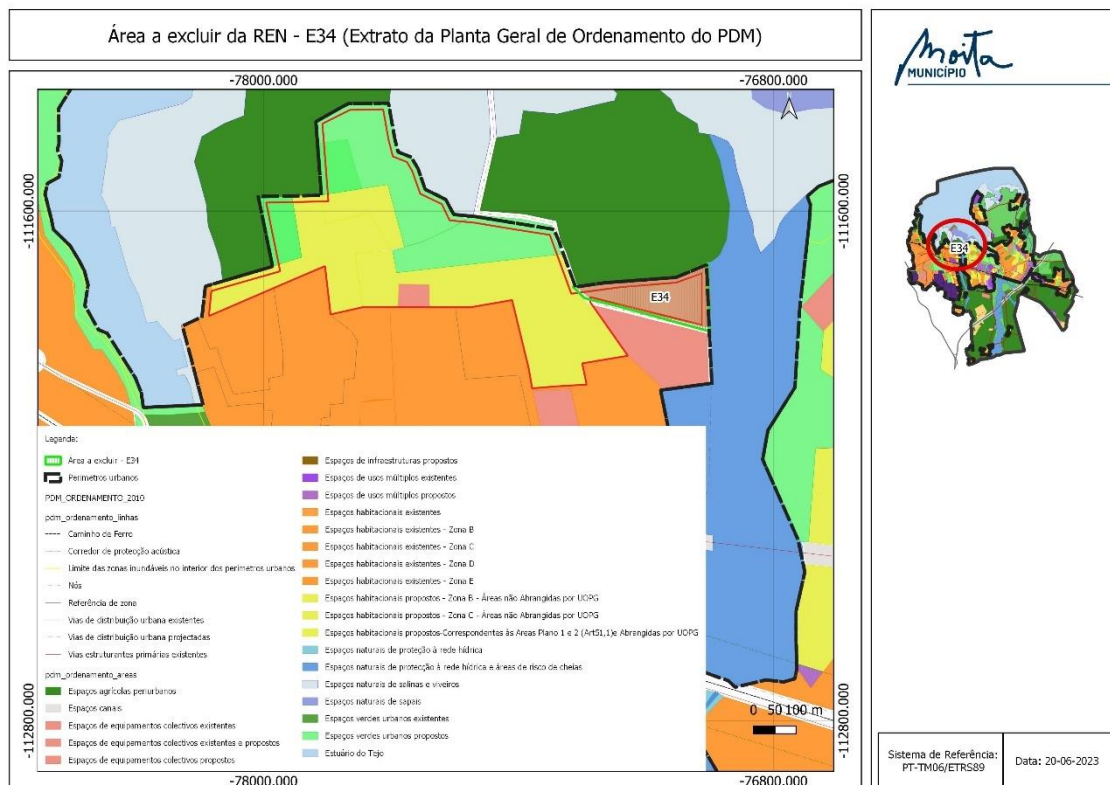 Área a excluir da REN - E34 (Extrato da Planta Geral de Ordenamento do PDM)
Moita
MUNICÍPIO
-78000.000
-76800.000
-111600.000
-111600.000
N
E34
E34
Legenda:
Área a excluir - E34
Perímetros urbanos
PDM_ORDENAMENTO_2010
pdm_ordenamento_linhas
Caminho de Ferro
Corredor de protecção acústica
Limite das zonas inundáveis no interior dos perímetros urbanos
Nós
Referência de zona
Vias de distribuição urbana existentes
Vias de distribuição urbana projectadas
Vias estruturantes primárias existentes
pdm_ordenamento_areas
Espaços agrícolas periurbanos
Espaços canais
Espaços de equipamentos colectivos existentes
Espaços de equipamentos colectivos existentes e propostos
Espaços de equipamentos colectivos propostos
Espaços de infraestruturas propostos
Espaços de usos múltiplos existentes
Espaços de usos múltiplos propostos
Espaços habitacionais existentes
Espaços habitacionais existentes - Zona B
Espaços habitacionais existentes - Zona C
Espaços habitacionais existentes - Zona D
Espaços habitacionais existentes - Zona E
Espaços habitacionais propostos - Zona B - Áreas não Abrangidas por UOPG
Espaços habitacionais propostos - Zona C - Áreas não Abrangidas por UOPG
Espaços habitacionais propostos-Correspondentes às Areas Plano 1 e 2 (Art51,1)e Abrangidas por UOPG
Espaços naturais de proteção à rede hídrica
Espaços naturais de protecção à rede hídrica e áreas de risco de cheias
Espaços naturais de salinas e viveiros
Espaços naturais de sapais
Espaços verdes urbanos existentes
Espaços verdes urbanos propostos
Estuário do Tejo
0 50 100 m
-112800.000
-112800.000
-78000.000
-76800.000
Sistema de Referência:
PT-TM06/ETRS89
Data: 20-06-2023